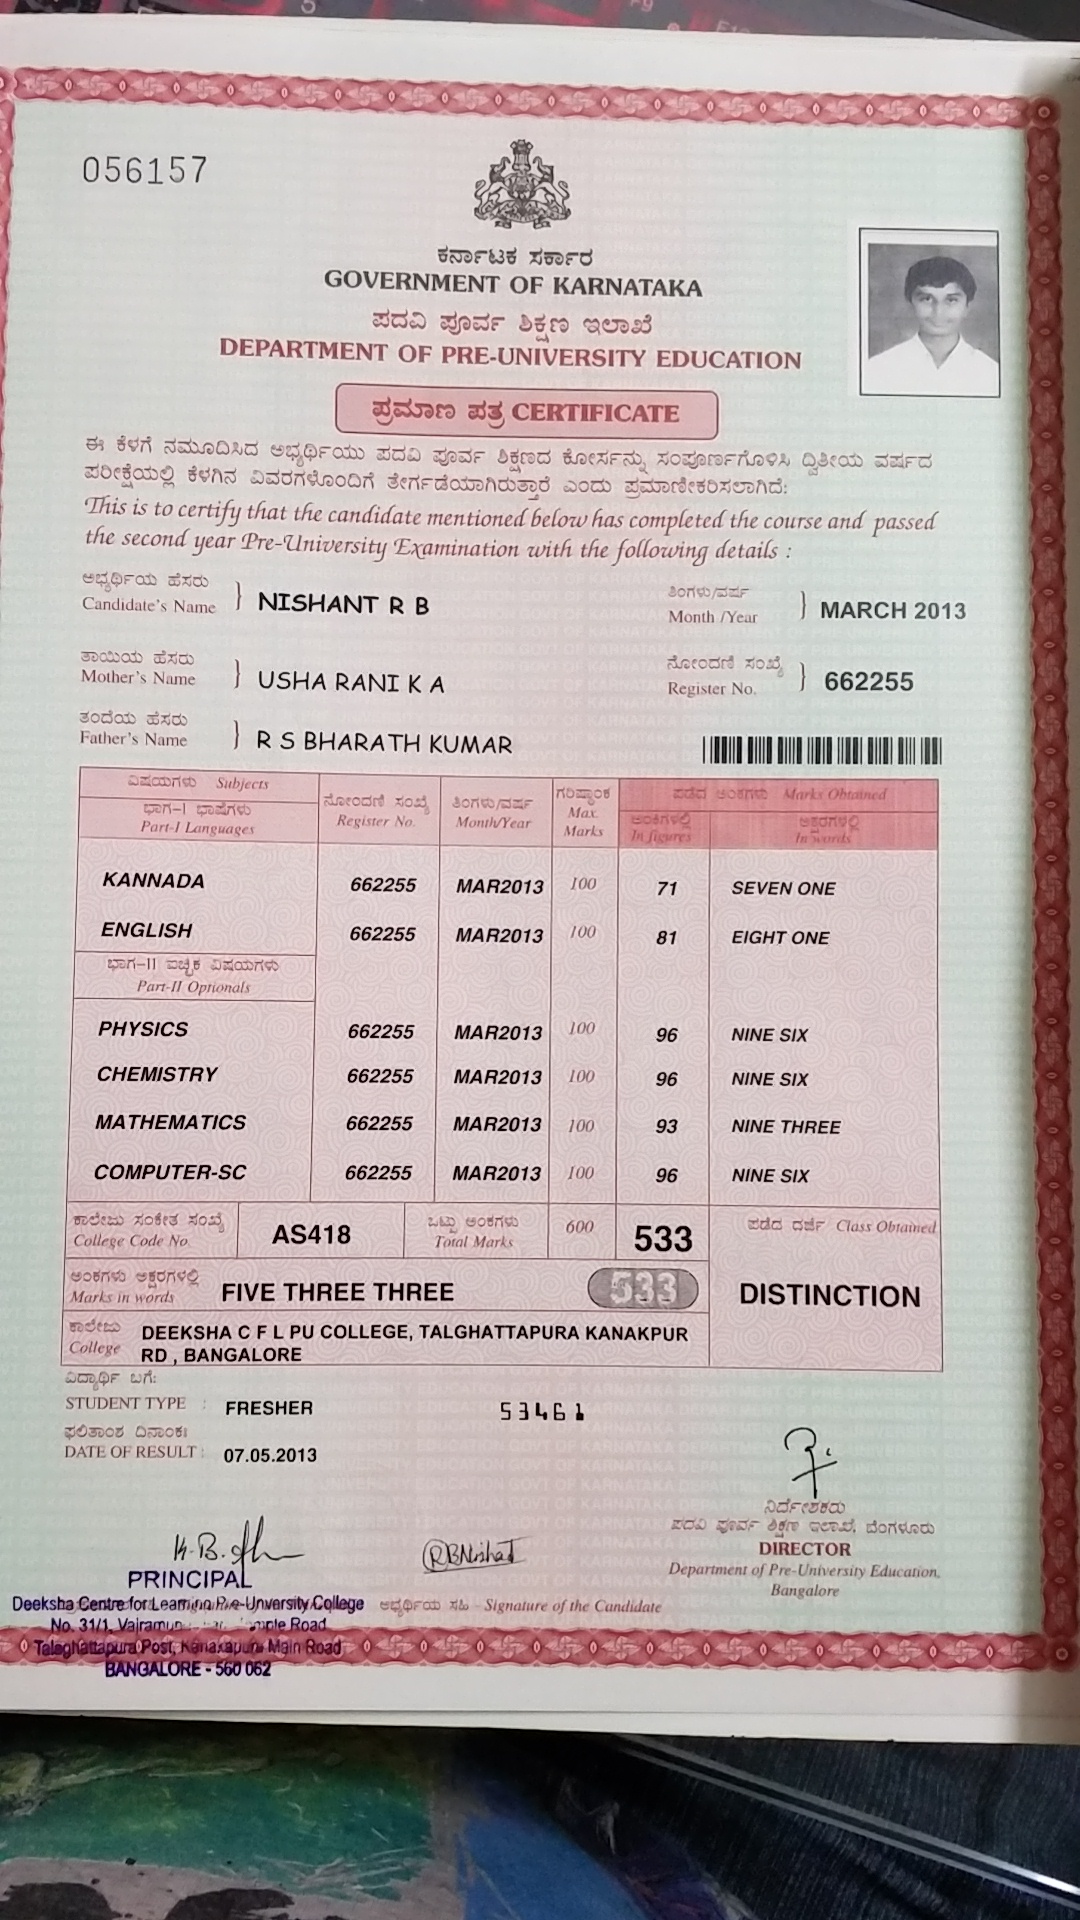 056157
ಕರ್ನಾಟಕ ಸರ್ಕಾರ
GOVERNMENT OF KARNATAKA
ಪದವಿ ಪೂರ್ವ ಶಿಕ್ಷಣ ಇಲಾಖೆ
DEPARTMENT OF PRE-UNIVERSITY EDUCATION
ಪ್ರಮಾಣ ಪತ್ರ CERTIFICATE
ಈ ಕೆಳಗೆ ನಮೂದಿಸಿದ ಅಭ್ಯರ್ಥಿಯು ಪದವಿ ಪೂರ್ವ ಶಿಕ್ಷಣದ ಕೋರ್ಸನ್ನು ಸಂಪೂರ್ಣಗೊಳಿಸಿ ದ್ವಿತೀಯ ವರ್ಷದ
ಪರೀಕ್ಷೆಯಲ್ಲಿ ಕೆಳಗಿನ ವಿವರಗಳೊಂದಿಗೆ ತೇರ್ಗಡೆಯಾಗಿರುತ್ತಾರೆ ಎಂದು ಪ್ರಮಾಣೀಕರಿಸಲಾಗಿದೆ:
This is to certify that the candidate mentioned below has completed the course and passed
the second year Pre-University Examination with the following details :
ಅಭ್ಯರ್ಥಿಯ ಹೆಸರು ತಿಂಗಳು/ವರ್ಷ
Candidate's Name } NISHANT R B Month /Year } MARCH 2013
ತಾಯಿಯ ಹೆಸರು ನೋಂದಣಿ ಸಂಖ್ಯೆ
Mother's Name } USHA RANI K A Register No. } 662255
ತಂದೆಯ ಹೆಸರು
Father's Name } R S BHARATH KUMAR
ವಿಷಯಗಳು Subjects
ಭಾಗ-I ಭಾಷೆಗಳು
Part-I Languages
ನೋಂದಣಿ ಸಂಖ್ಯೆ
Register No.
ತಿಂಗಳು/ವರ್ಷ
Month/Year
ಗರಿಷ್ಠಾಂಕ
Max.
Marks
ಪಡೆದ ಅಂಕಗಳು Marks Obtained
ಅಂಕಿಗಳಲ್ಲಿ
In figures
ಅಕ್ಷರಗಳಲ್ಲಿ
In words
KANNADA 662255 MAR2013 100 71 SEVEN ONE
ENGLISH 662255 MAR2013 100 81 EIGHT ONE
ಭಾಗ-II ಐಚ್ಛಿಕ ವಿಷಯಗಳು
Part-II Optionals
PHYSICS 662255 MAR2013 100 96 NINE SIX
CHEMISTRY 662255 MAR2013 100 96 NINE SIX
MATHEMATICS 662255 MAR2013 100 93 NINE THREE
COMPUTER-SC 662255 MAR2013 100 96 NINE SIX
ಕಾಲೇಜು ಸಂಕೇತ ಸಂಖ್ಯೆ
College Code No. AS418
ಒಟ್ಟು ಅಂಕಗಳು
Total Marks 600 533
ಪಡೆದ ದರ್ಜೆ Class Obtained
DISTINCTION
ಅಂಕಗಳು ಅಕ್ಷರಗಳಲ್ಲಿ
Marks in words FIVE THREE THREE 533
ಕಾಲೇಜು
College
DEEKSHA C F L PU COLLEGE, TALGHATTAPURA KANAKPUR
RD , BANGALORE
ವಿದ್ಯಾರ್ಥಿ ಬಗೆ:
STUDENT TYPE : FRESHER 53461
ಫಲಿತಾಂಶ ದಿನಾಂಕ:
DATE OF RESULT : 07.05.2013
ನಿರ್ದೇಶಕರು
ಪದವಿ ಪೂರ್ವ ಶಿಕ್ಷಣ ಇಲಾಖೆ, ಬೆಂಗಳೂರು
DIRECTOR
Department of Pre-University Education,
Bangalore
PRINCIPAL
Deeksha Centre for Learning Pre-Unversity College
No. 31/1, Road
Talaghattapura Post, Kanakapura Main Road
BANGALORE - 560 062
RBNishant
ಅಭ್ಯರ್ಥಿಯ ಸಹಿ - Signature of the Candidate